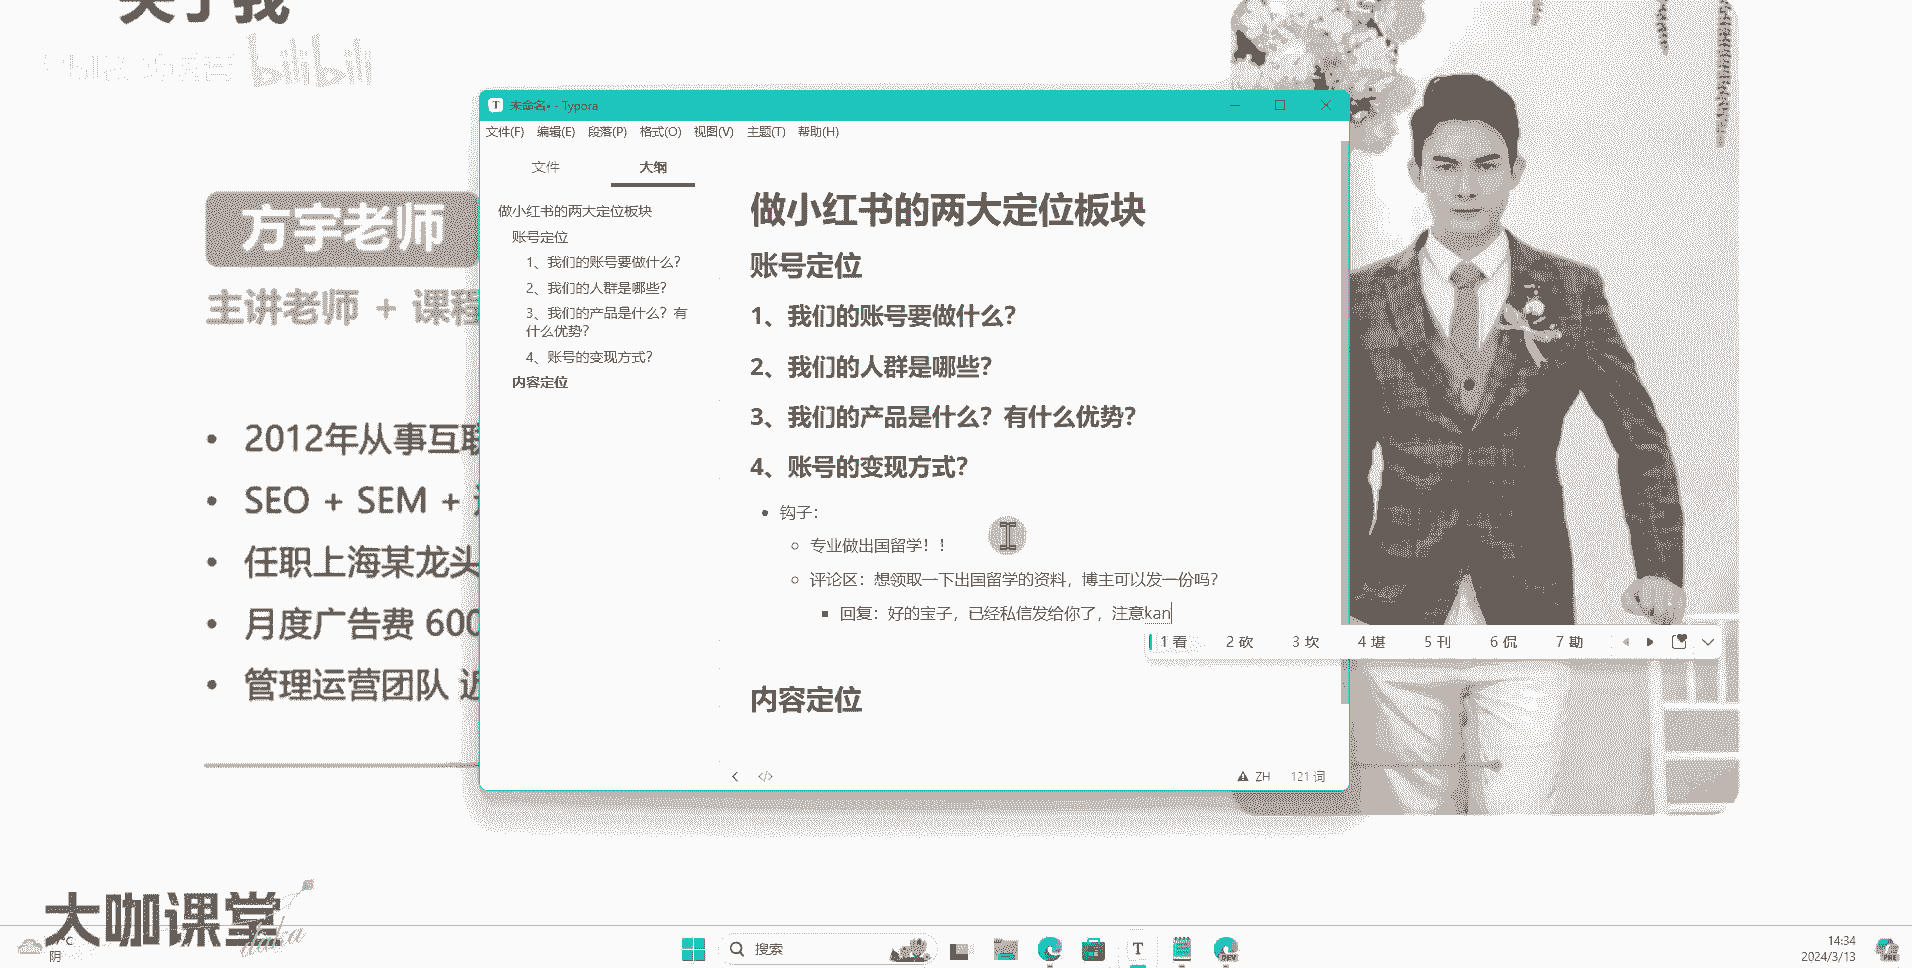 关于我
bilibili
方宇老师
主讲老师 + 课程
2012年从事互联
SEO + SEM +
任职上海某龙头
月度广告费 600
管理运营团队 近
未命名• - Typora
文件(F) 编辑(E) 段落(P) 格式(O) 视图(V) 主题(T) 帮助(H)
文件 大纲
做小红书的两大定位板块
账号定位
1、我们的账号要做什么?
2、我们的人群是哪些?
3、我们的产品是什么?有
什么优势?
4、账号的变现方式?
内容定位
做小红书的两大定位板块
账号定位
1、我们的账号要做什么?
2、我们的人群是哪些?
3、我们的产品是什么?有什么优势?
4、账号的变现方式?
钩子:
专业做出国留学!!
评论区:想领取一下出国留学的资料,博主可以发一份吗?
回复:好的宝子,已经私信发给你了,注意kan
1 看 2 砍 3 坎 4 堪 5 刊 6 侃 7 勘
内容定位
ZH 121 词
大咖课堂
daka
阴
搜索
DEV
14:34
2024/3/13
PRE